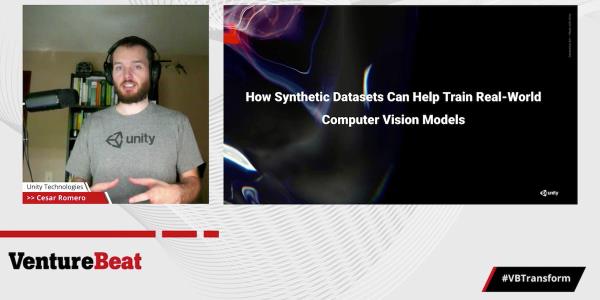 unity
Unity Technologies
>> Cesar Romero
How Synthetic Datasets Can Help Train Real-World
Computer Vision Models
unity
VentureBeat
#VBTransform